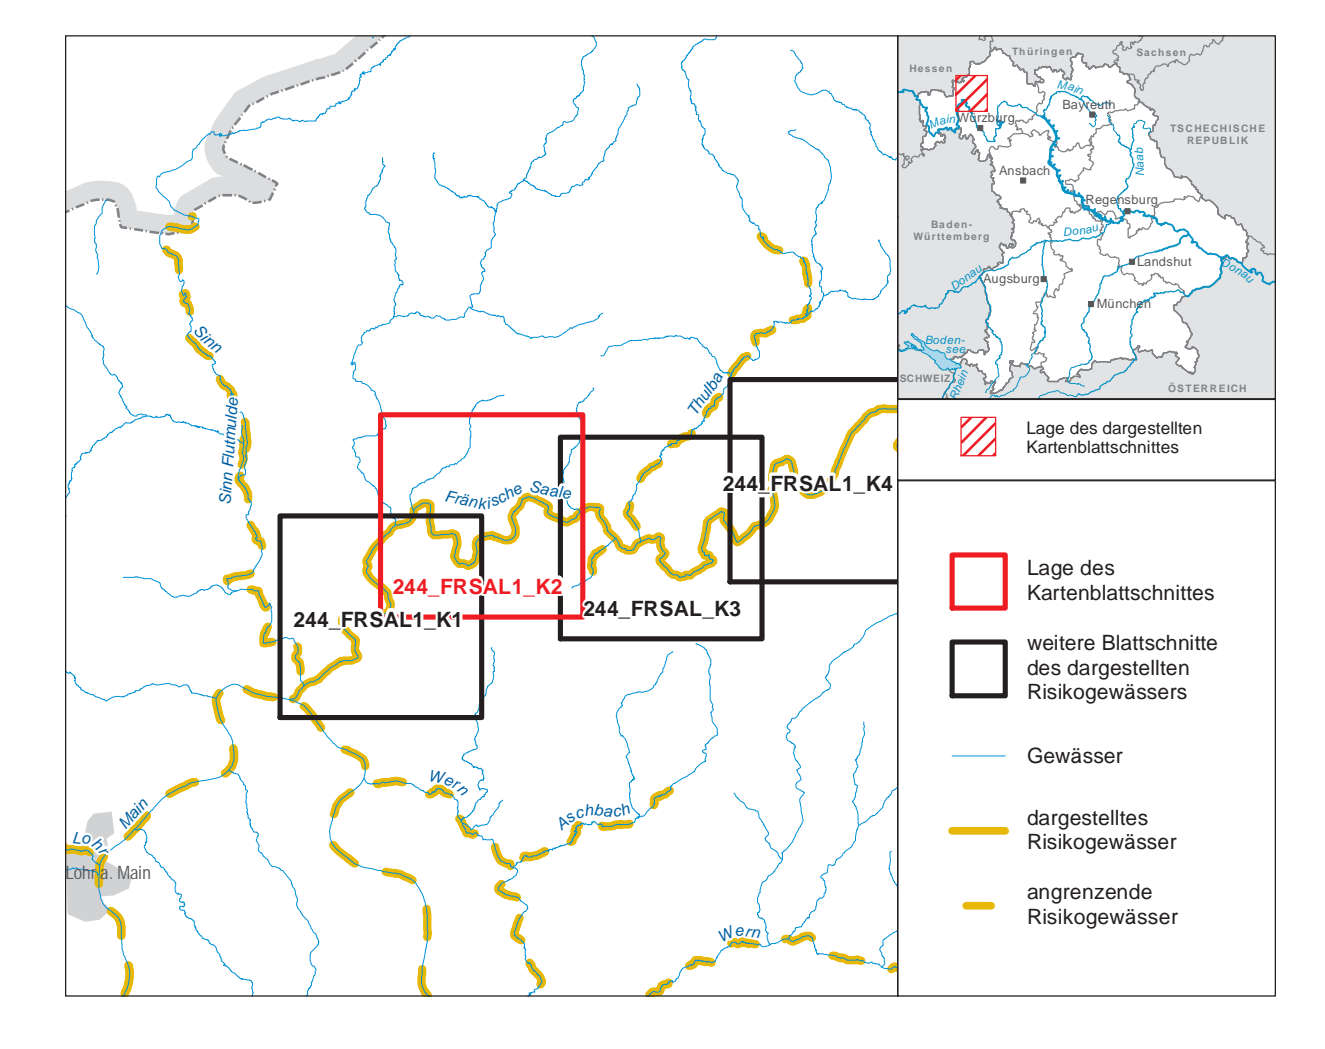 Sinn
Sinn Flutmulde
Thulba
Fränkische Saale
244_FRSAL1_K4
244_FRSAL1_K2
244_FRSAL_K3
244_FRSAL1_K1
Wern
Aschbach
Main
Lohr
Lohr a. Main
Wern
Thüringen
Sachsen
Hessen
Main
Bayreuth
Main
Würzburg
TSCHECHISCHE
REPUBLIK
Naab
Ansbach
Regensburg
Baden-
Württemberg
Donau
Landshut
Donau
Donau
Augsburg
München
Boden-
see
SCHWEIZ
Rhein
ÖSTERREICH
Lage des dargestellten
Kartenblattschnittes
Lage des
Kartenblattschnittes
weitere Blattschnitte
des dargestellten
Risikogewässers
Gewässer
dargestelltes
Risikogewässer
angrenzende
Risikogewässer